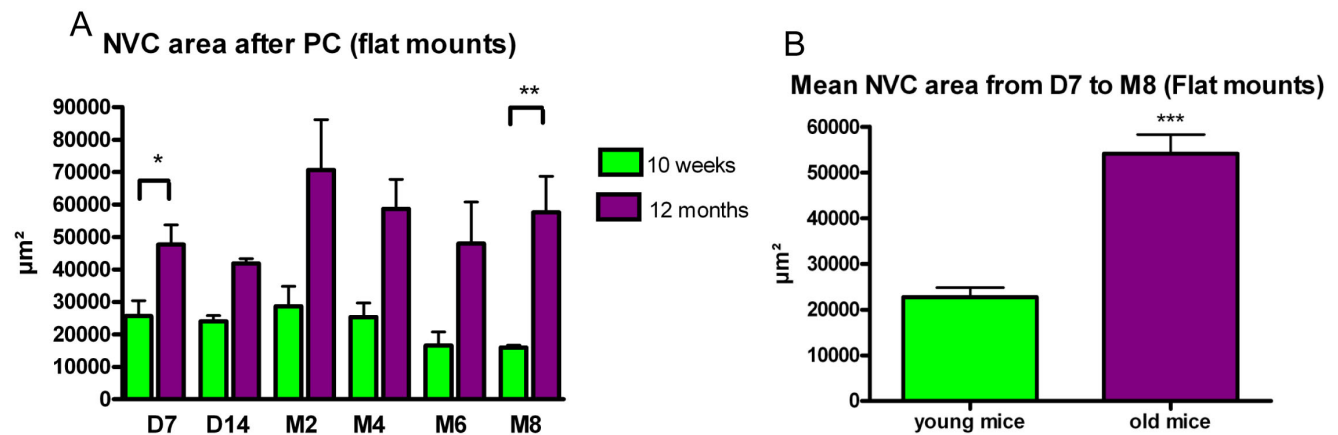 A
NVC area after PC (flat mounts)
µm²
90000
80000
70000
60000
50000
40000
30000
20000
10000
0
*
**
D7 D14 M2 M4 M6 M8
10 weeks
12 months
B
Mean NVC area from D7 to M8 (Flat mounts)
µm²
60000
50000
40000
30000
20000
10000
0
***
young mice old mice